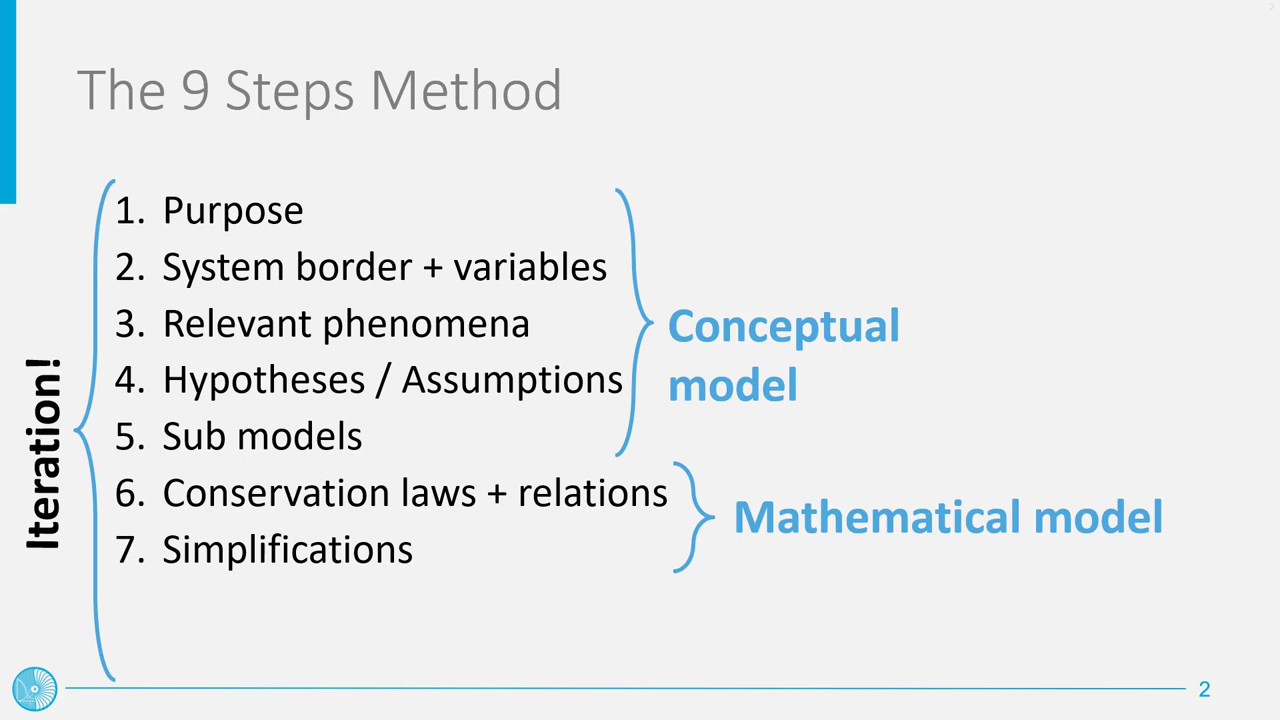 The 9 Steps Method
1. Purpose
2. System border + variables
3. Relevant phenomena
4. Hypotheses / Assumptions
5. Sub models
6. Conservation laws + relations
7. Simplifications
Iteration!
Conceptual
model
Mathematical model
2